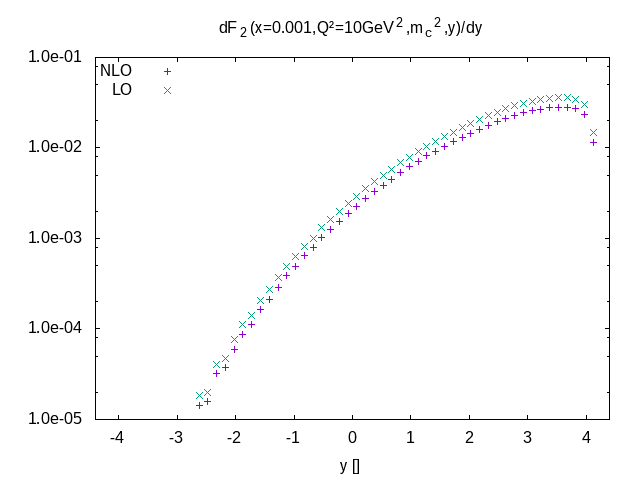 dF₂(x=0.001,Q²=10GeV²,m_c²,y)/dy
1.0e-01
NLO
LO
1.0e-02
1.0e-03
1.0e-04
1.0e-05
-4 -3 -2 -1 0 1 2 3 4
y []